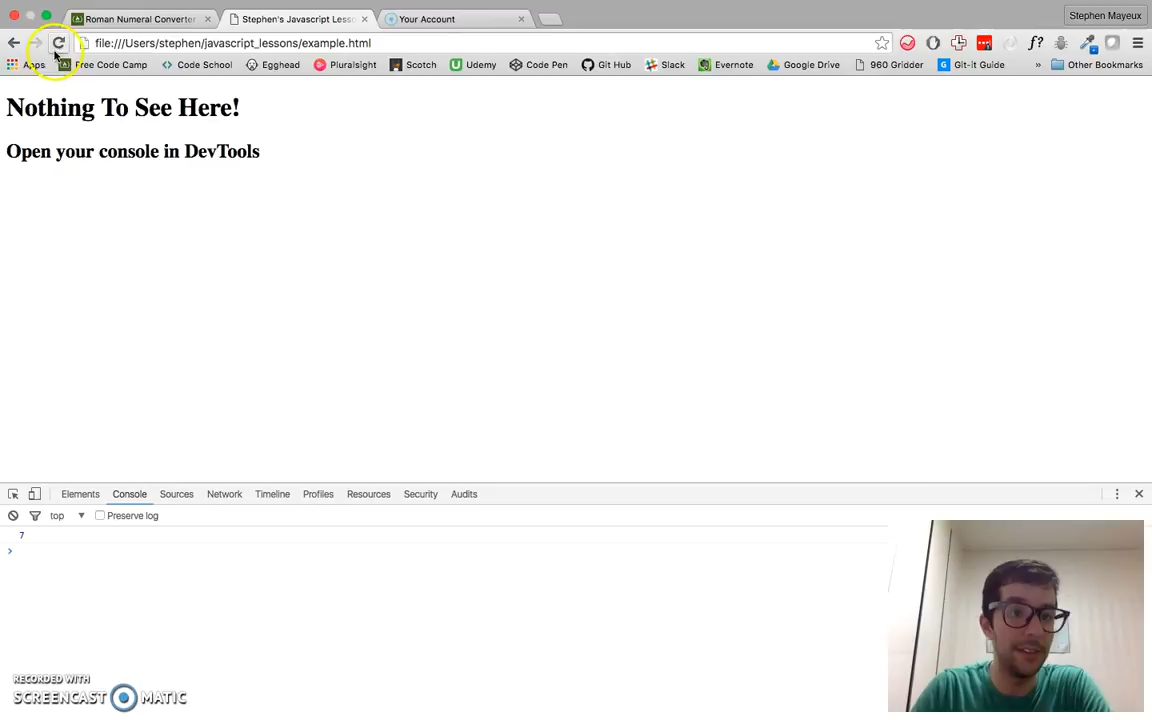 Roman Numeral Converter
Stephen's Javascript Less
Your Account
Stephen Mayeux
file:///Users/stephen/javascript_lessons/example.html
f?
Apps
Free Code Camp
Code School
Egghead
Pluralsight
Scotch
Udemy
Code Pen
Git Hub
Slack
Evernote
Google Drive
960 Gridder
G Git-it Guide
»
Other Bookmarks
Nothing To See Here!
Open your console in DevTools
Elements
Console
Sources
Network
Timeline
Profiles
Resources
Security
Audits
top
Preserve log
7
RECORDED WITH
SCREENCAST MATIC